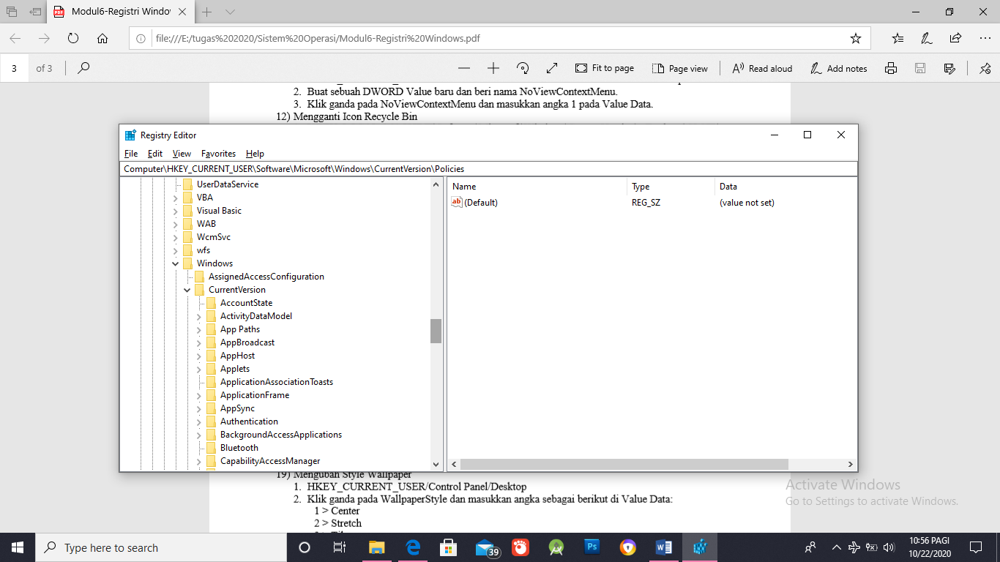 Modul6-Registri Windov
file:///E:/tugas%202020/Sistem%20Operasi/Modul6-Registri%20Windows.pdf
3 of 3
Fit to page
Page view
Read aloud
Add notes
2. Buat sebuah DWORD Value baru dan beri nama NoViewContextMenu.
3. Klik ganda pada NoViewContextMenu dan masukkan angka 1 pada Value Data.
12) Mengganti Icon Recycle Bin
Registry Editor
File Edit View Favorites Help
Computer\HKEY_CURRENT_USER\Software\Microsoft\Windows\CurrentVersion\Policies
UserDataService
VBA
Visual Basic
WAB
WcmSvc
wfs
Windows
AssignedAccessConfiguration
CurrentVersion
AccountState
ActivityDataModel
App Paths
AppBroadcast
AppHost
Applets
ApplicationAssociationToasts
ApplicationFrame
AppSync
Authentication
BackgroundAccessApplications
Bluetooth
CapabilityAccessManager
Name Type Data
(Default) REG_SZ (value not set)
19) Mengubah Style Wallpaper
1. HKEY_CURRENT_USER/Control Panel/Desktop
2. Klik ganda pada WallpaperStyle dan masukkan angka sebagai berikut di Value Data:
1 > Center
2 > Stretch
Activate Windows
Go to Settings to activate Windows.
Type here to search
39
Ps
10:56 PAGI
10/22/2020